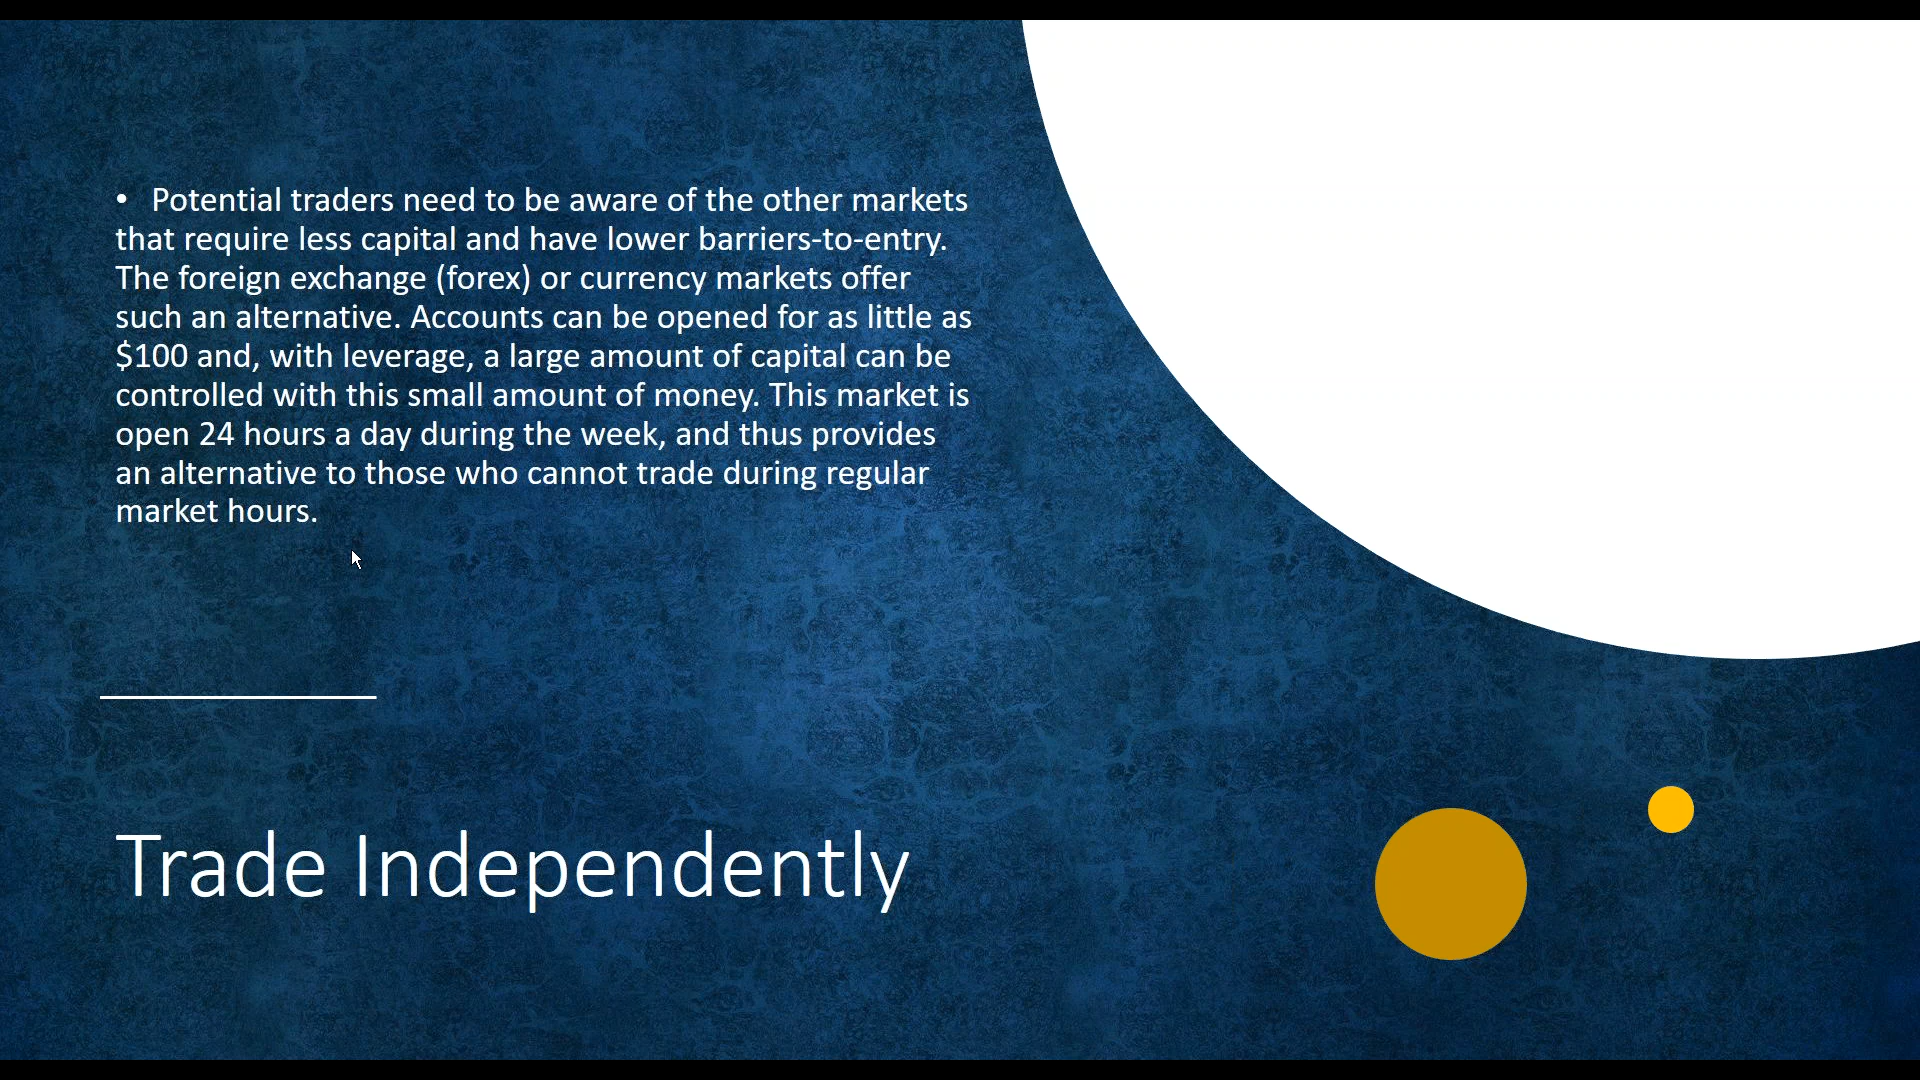 • Potential traders need to be aware of the other markets
that require less capital and have lower barriers-to-entry.
The foreign exchange (forex) or currency markets offer
such an alternative. Accounts can be opened for as little as
$100 and, with leverage, a large amount of capital can be
controlled with this small amount of money. This market is
open 24 hours a day during the week, and thus provides
an alternative to those who cannot trade during regular
market hours.
Trade Independently